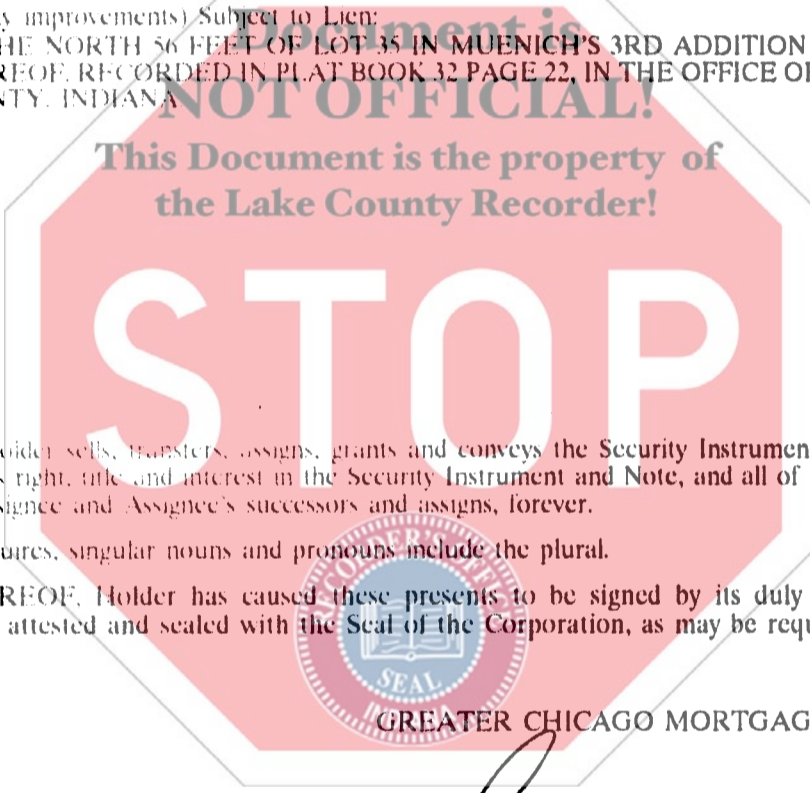 y improvements) Subject to Lien:
Document is
HE NORTH 56 FEET OF LOT 35 IN MUENICH'S 3RD ADDITION
REOF, RECORDED IN PLAT BOOK 32 PAGE 22, IN THE OFFICE OF
NTY, INDIANA
NOT OFFICIAL!
This Document is the property of
the Lake County Recorder!
STOP
older sells, transfers, assigns, grants and conveys the Security Instrumen
s right, title and interest in the Security Instrument and Note, and all of
signee and Assignee's successors and assigns, forever.
uires, singular nouns and pronouns include the plural.
REOF, Holder has caused these presents to be signed by its duly
attested and sealed with the Seal of the Corporation, as may be requ
RECORDER'S OFFICE
SEAL
INDIANA
GREATER CHICAGO MORTGAG